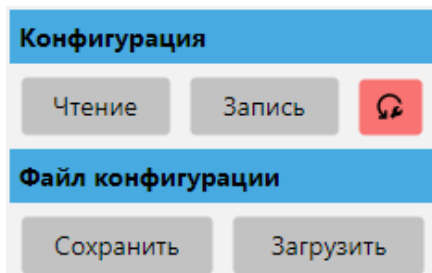 Конфигурация
Чтение Запись
Файл конфигурации
Сохранить Загрузить